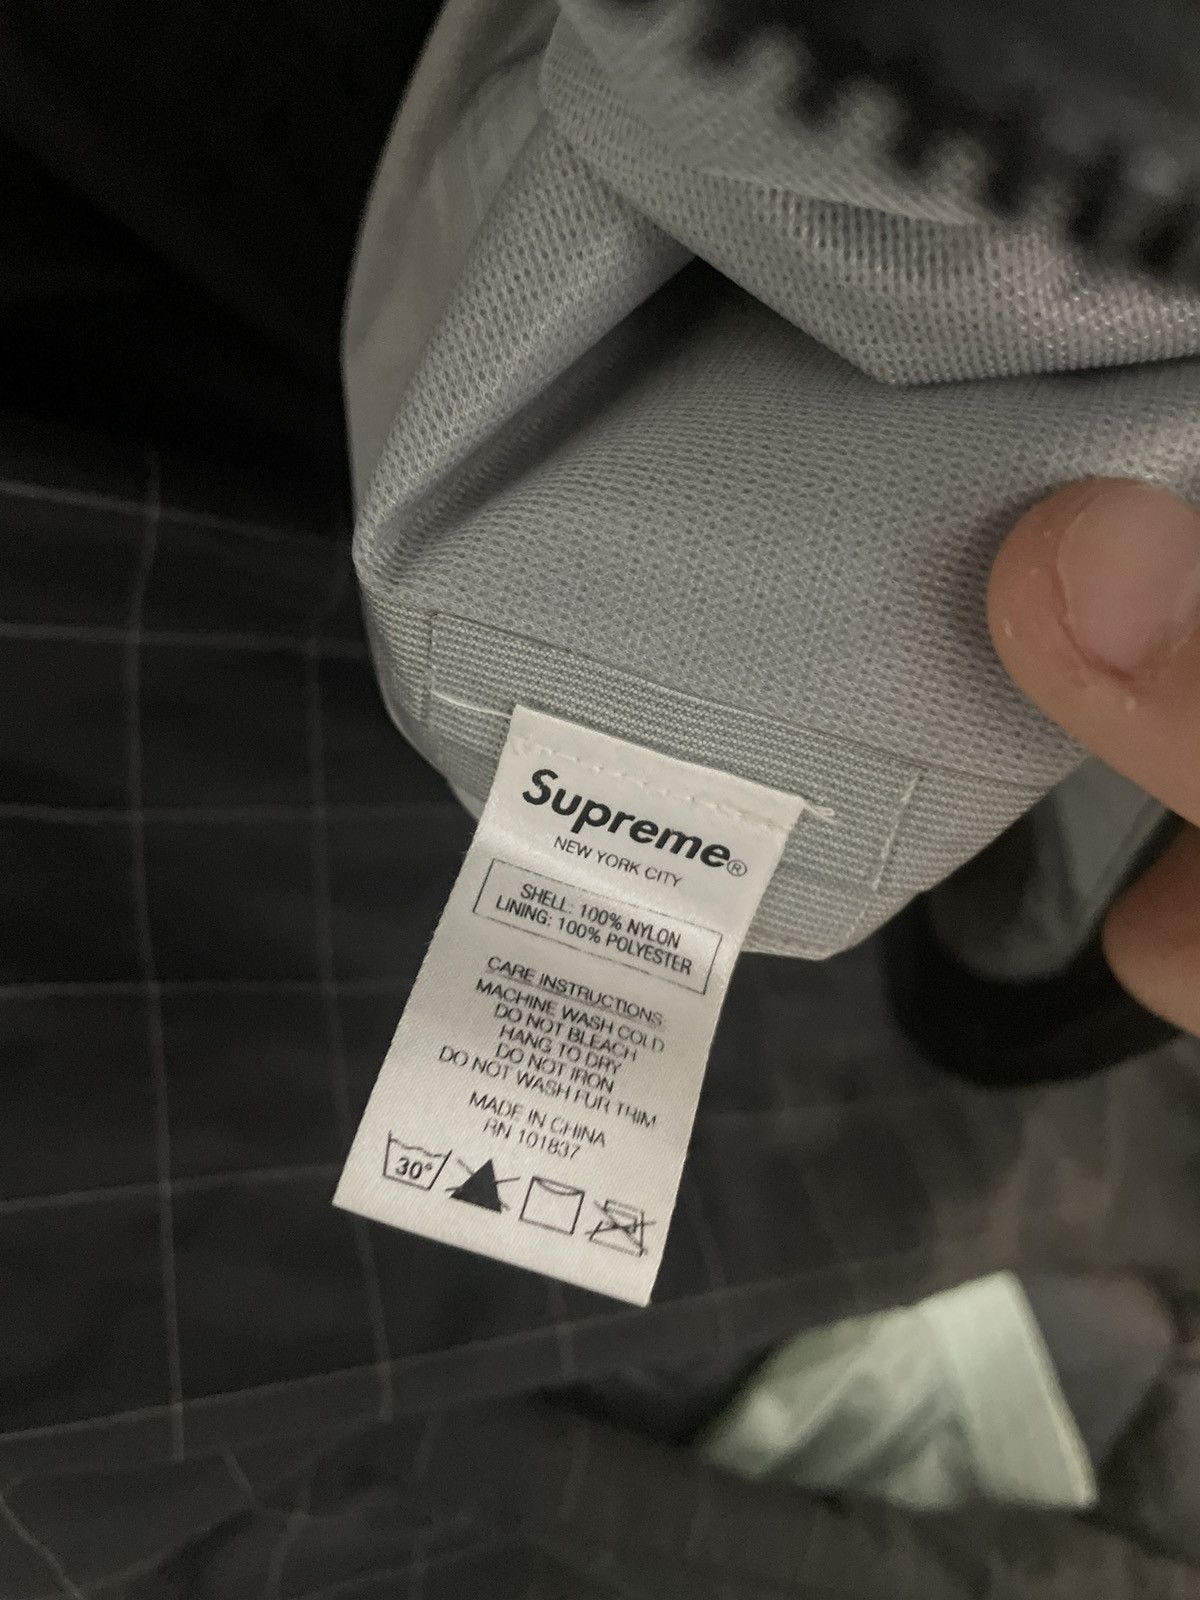 Supreme®
NEW YORK CITY
SHELL: 100% NYLON
LINING: 100% POLYESTER
CARE INSTRUCTIONS:
MACHINE WASH COLD
DO NOT BLEACH
HANG TO DRY
DO NOT IRON
DO NOT WASH FUR TRIM
MADE IN CHINA
RN 101837
30°